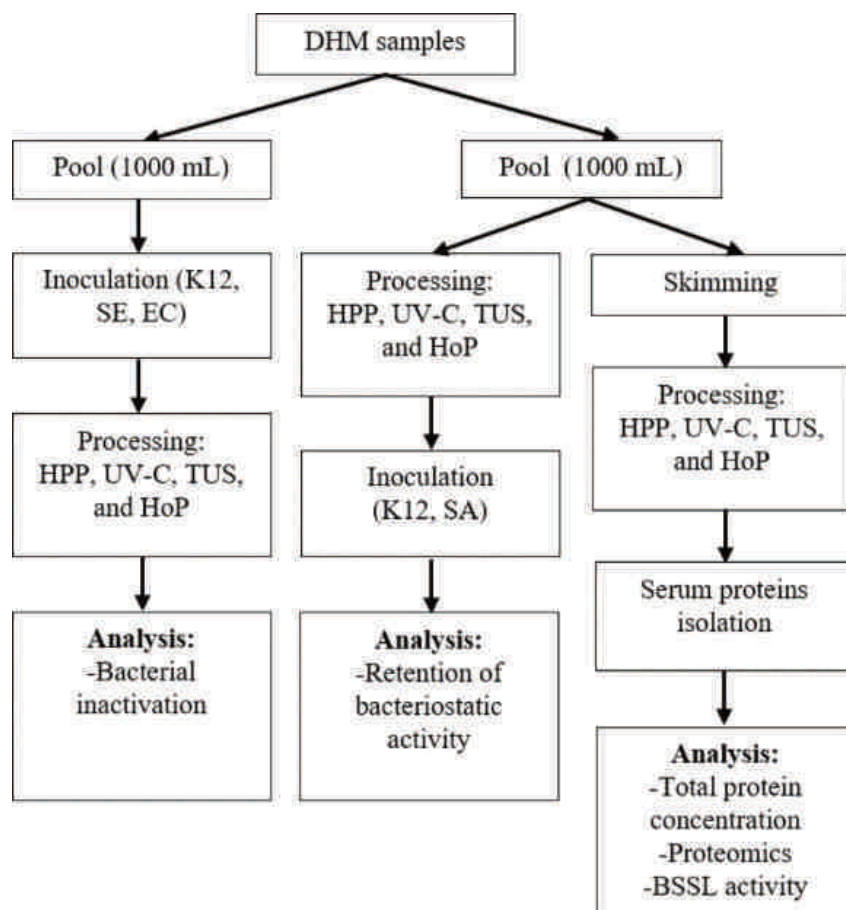 DHM samples
Pool (1000 mL)
Pool (1000 mL)
Inoculation (K12,
SE, EC)
Processing:
HPP, UV-C, TUS,
and HoP
Analysis:
-Bacterial
inactivation
Processing:
HPP, UV-C, TUS,
and HoP
Inoculation
(K12, SA)
Analysis:
-Retention of
bacteriostatic
activity
Skimming
Processing:
HPP, UV-C, TUS,
and HoP
Serum proteins
isolation
Analysis:
-Total protein
concentration
-Proteomics
-BSSL activity